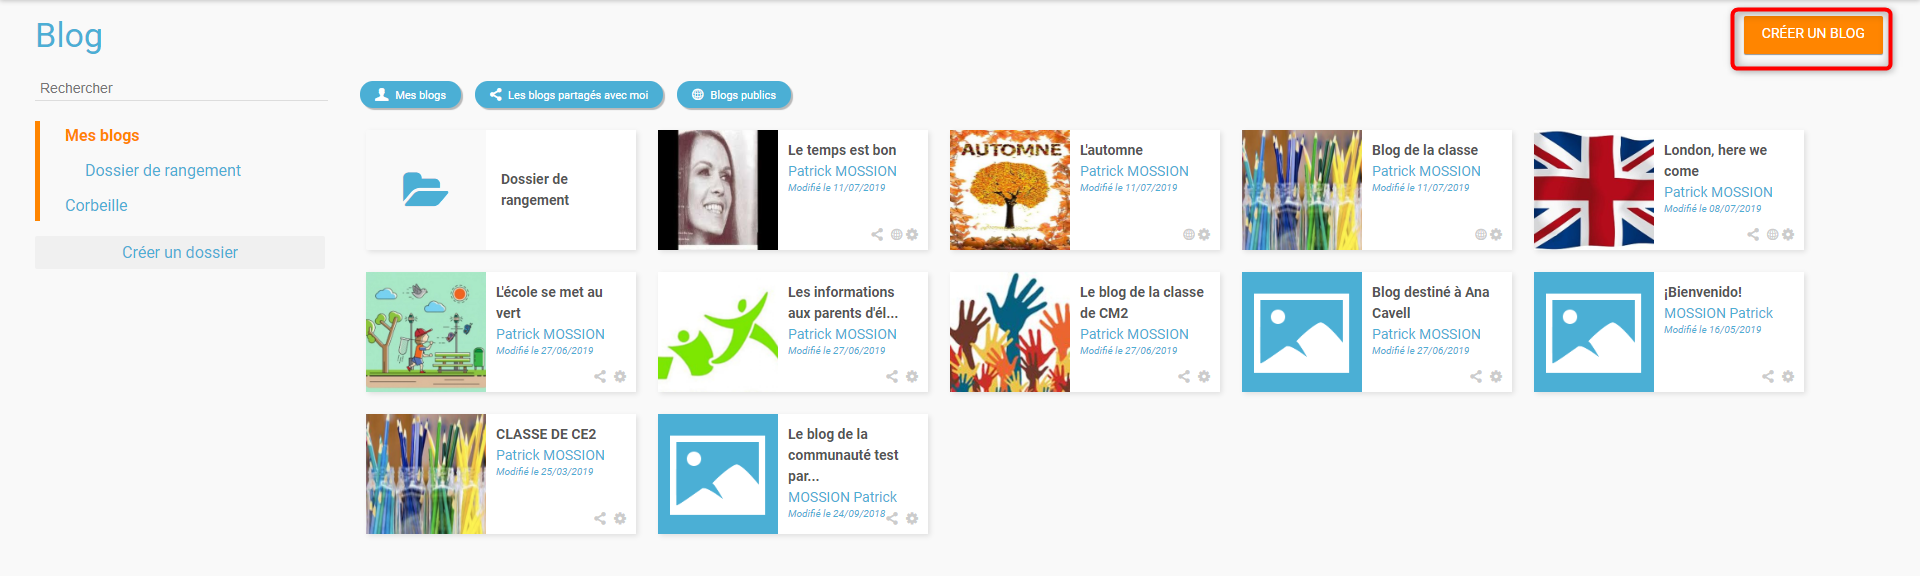 Blog
CRÉER UN BLOG
Rechercher
Mes blogs
Dossier de rangement
Corbeille
Créer un dossier
Mes blogs
Les blogs partagés avec moi
Blogs publics
Dossier de
rangement
Le temps est bon
Patrick MOSSION
Modifié le 11/07/2019
AUTOMNE
L'automne
Patrick MOSSION
Modifié le 11/07/2019
Blog de la classe
Patrick MOSSION
Modifié le 11/07/2019
London, here we
come
Patrick MOSSION
Modifié le 08/07/2019
L'école se met au
vert
Patrick MOSSION
Modifié le 27/06/2019
Les informations
aux parents d'él...
Patrick MOSSION
Modifié le 27/06/2019
Le blog de la classe
de CM2
Patrick MOSSION
Modifié le 27/06/2019
Blog destiné à Ana
Cavell
Patrick MOSSION
Modifié le 27/06/2019
¡Bienvenido!
MOSSION Patrick
Modifié le 16/05/2019
CLASSE DE CE2
Patrick MOSSION
Modifié le 25/03/2019
Le blog de la
communauté test
par...
MOSSION Patrick
Modifié le 24/09/2018